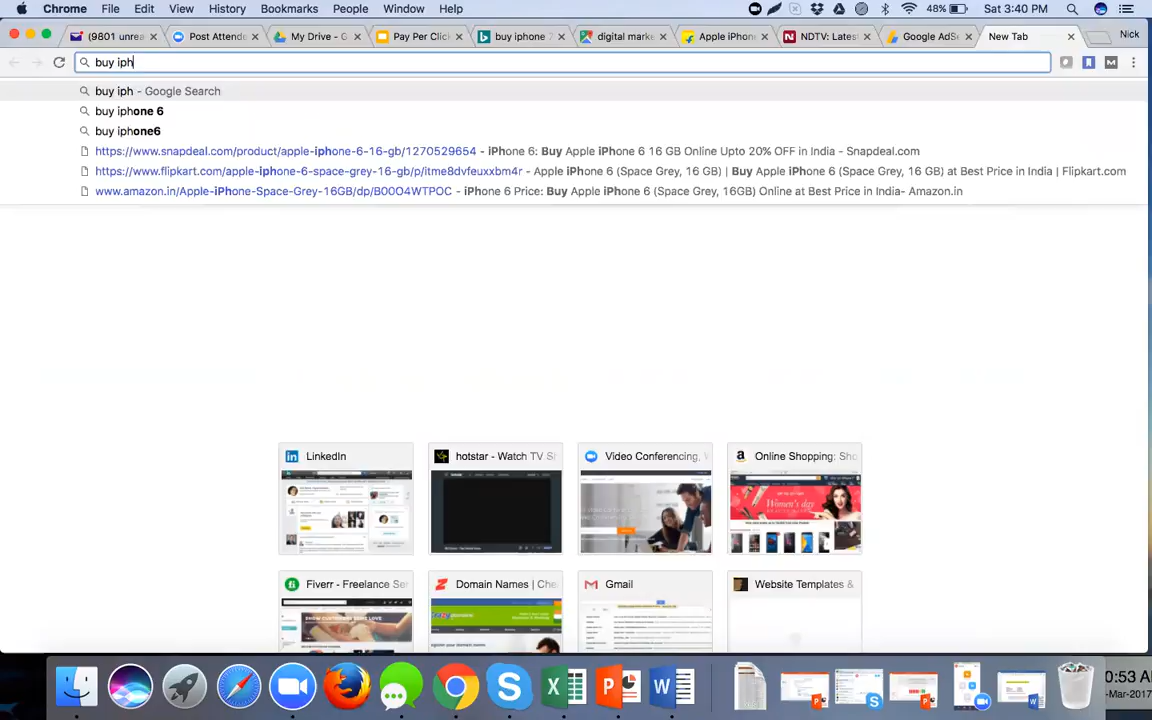 Chrome File Edit View History Bookmarks People Window Help 48% Sat 3:40 PM
(9801 unrea Post Attende My Drive - G Pay Per Click buy iphone 7 digital marke Apple iPhon NDTV: Lates Google AdSe New Tab Nick
buy iph
buy iph - Google Search
buy iphone 6
buy iphone6
https://www.snapdeal.com/product/apple-iphone-6-16-gb/1270529654 - iPhone 6: Buy Apple iPhone 6 16 GB Online Upto 20% OFF in India - Snapdeal.com
https://www.flipkart.com/apple-iphone-6-space-grey-16-gb/p/itme8dvfeuxxbm4r - Apple iPhone 6 (Space Grey, 16 GB) | Buy Apple iPhone 6 (Space Grey, 16 GB) at Best Price in India | Flipkart.com
www.amazon.in/Apple-iPhone-Space-Grey-16GB/dp/B00O4WTPOC - iPhone 6 Price: Buy Apple iPhone 6 (Space Grey, 16GB) Online at Best Price in India- Amazon.in
LinkedIn hotstar - Watch TV Sh Video Conferencing, W Online Shopping: Sho
Women's day
Fiverr - Freelance Ser Domain Names | Che Gmail Website Templates &
0:53 AM
-Mar-2017